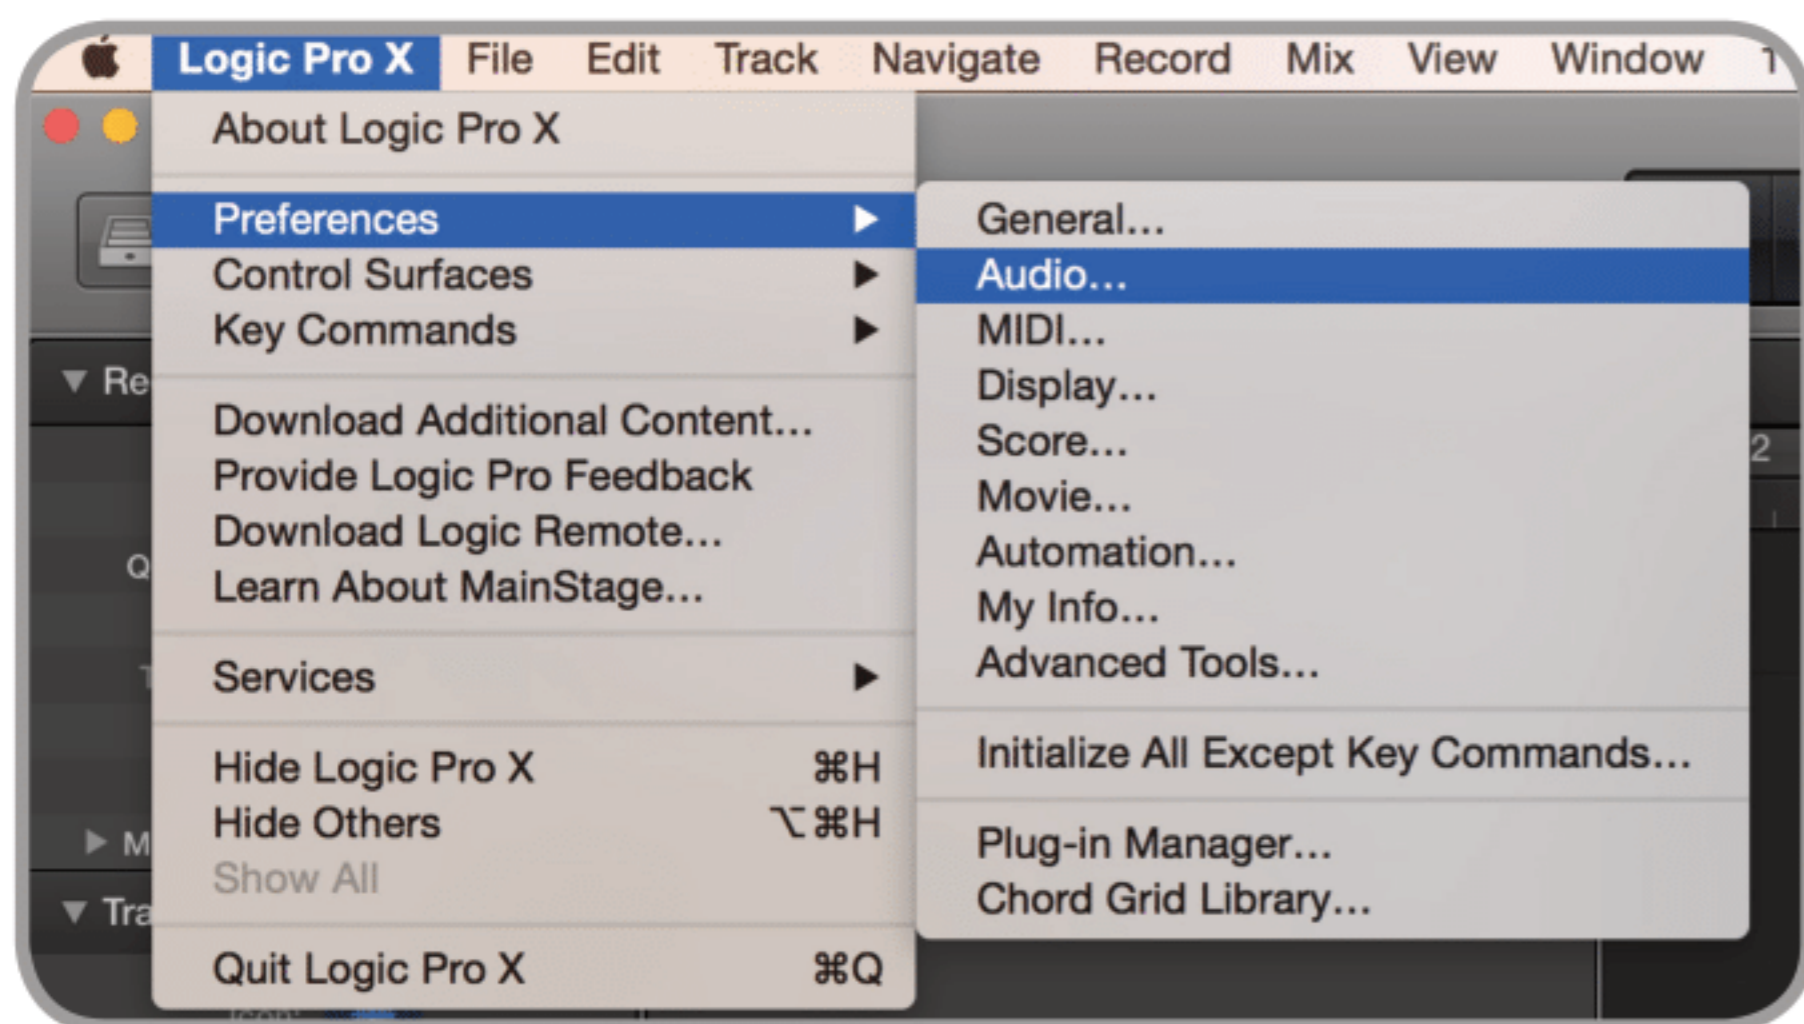 Logic Pro X File Edit Track Navigate Record Mix View Window
About Logic Pro X
Preferences ▶
Control Surfaces ▶
Key Commands ▶
Download Additional Content...
Provide Logic Pro Feedback
Download Logic Remote...
Learn About MainStage...
Services ▶
Hide Logic Pro X ⌘H
Hide Others ⌥⌘H
Show All
Quit Logic Pro X ⌘Q
General...
Audio...
MIDI...
Display...
Score...
Movie...
Automation...
My Info...
Advanced Tools...
Initialize All Except Key Commands...
Plug-in Manager...
Chord Grid Library...
▼ Re
Q
▶ M
▼ Tra
2